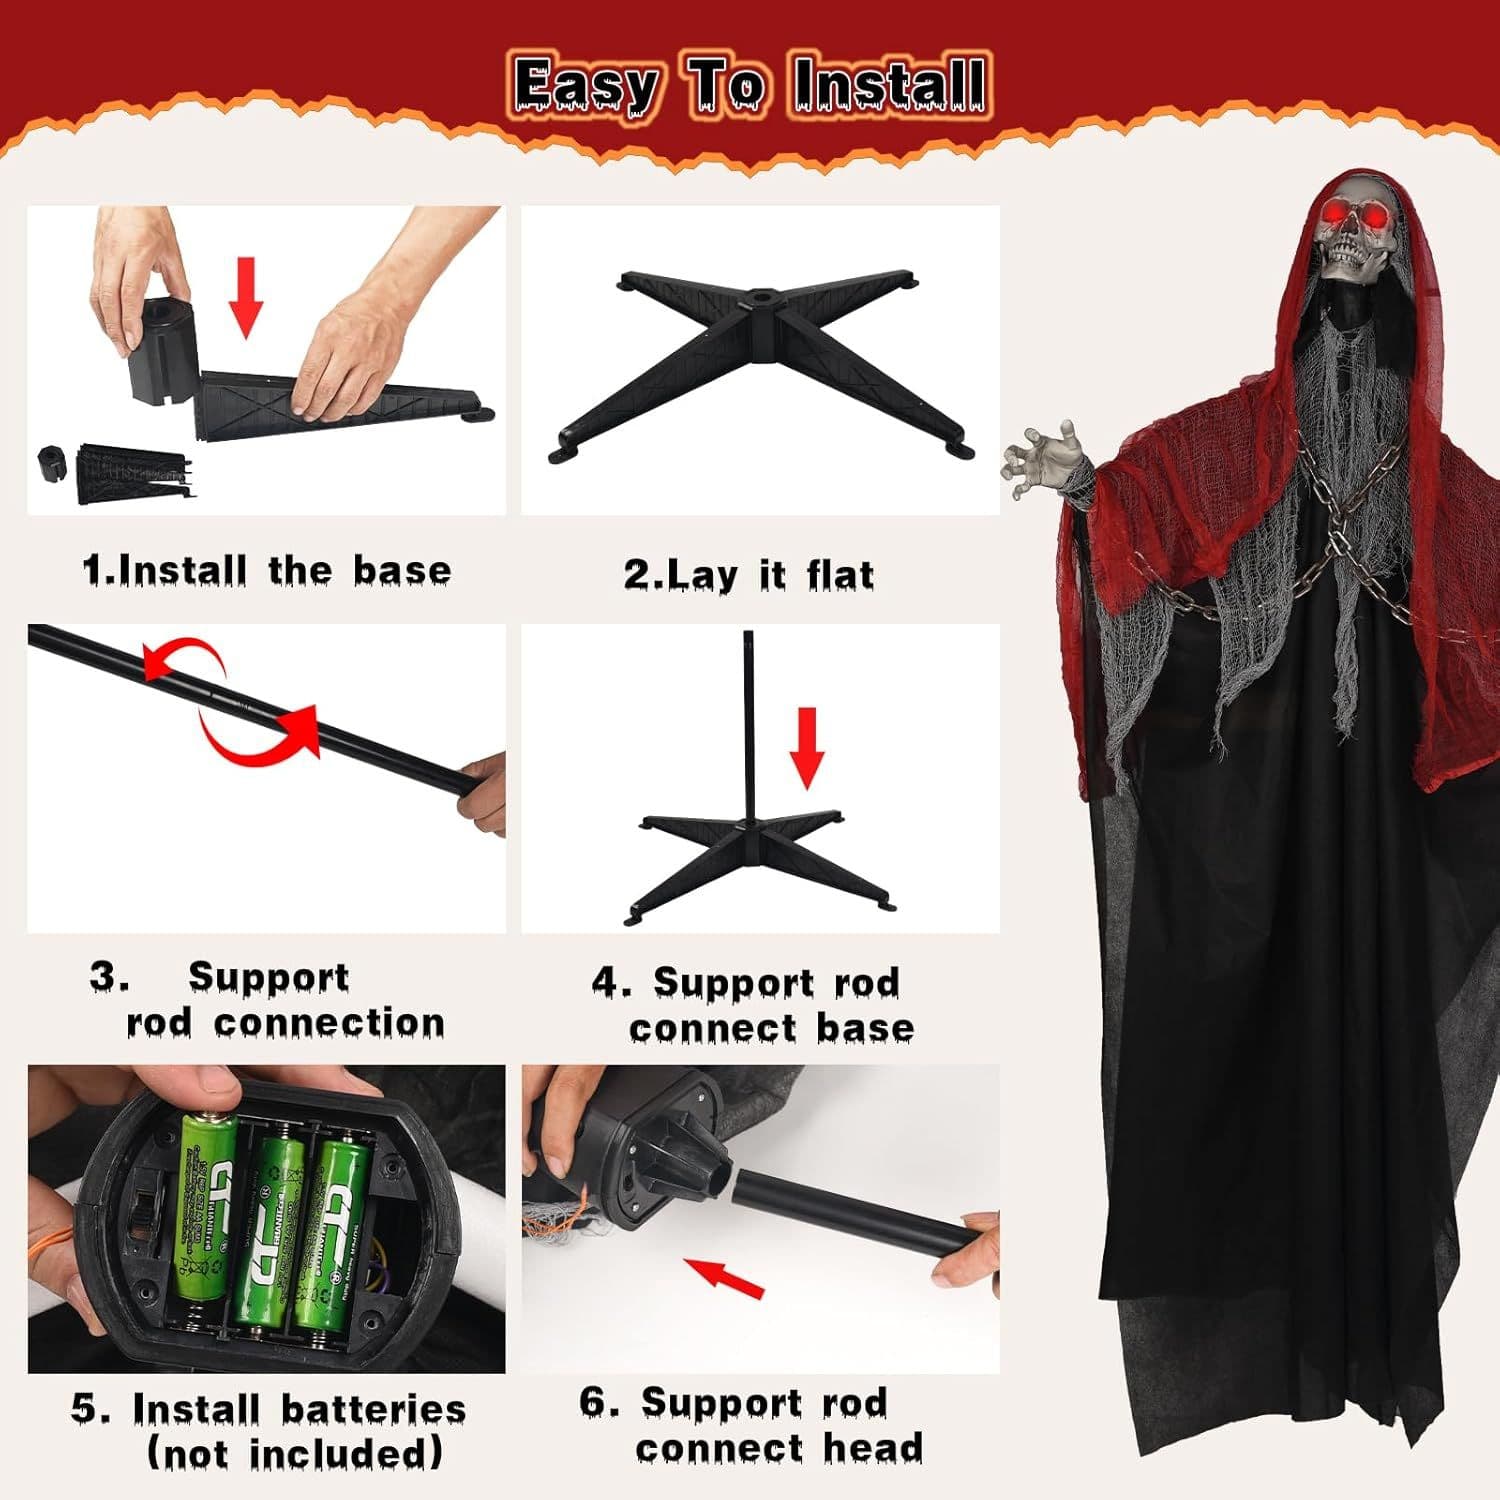 Easy To Install
1.Install the base
2.Lay it flat
3. Support
rod connection
4. Support rod
connect base
5. Install batteries
(not included)
6. Support rod
connect head